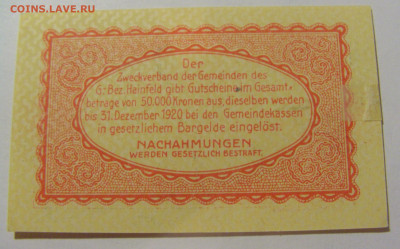 COINS.LAVE.RU
Der
Zweckverband der Gemeinden des
G. Bez. Hainfeld gibt Gutscheine im Gesamt-
betrage von 50.000 Kronen aus, dieselben werden
bis 31. Dezember 1920 bei den Gemeindekassen
in gesetzlichem Bargelde eingelöst.
NACHAHMUNGEN
WERDEN GESETZLICH BESTRAFT.